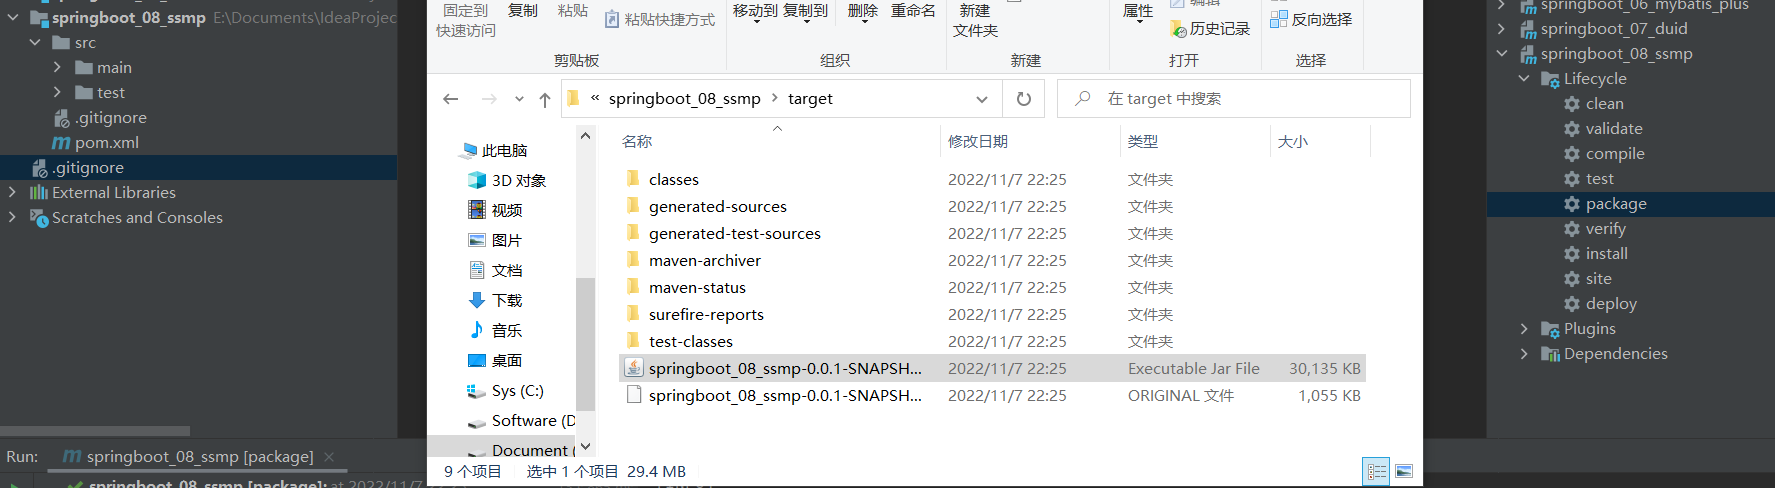 springboot_08_ssmp E:\Documents\IdeaProjec
src
main
test
.gitignore
pom.xml
.gitignore
External Libraries
Scratches and Consoles
Run: springboot_08_ssmp [package]
springboot_08_ssmp [package]: at 2022/11/7 22:25
固定到
快速访问
复制
粘贴
粘贴快捷方式
剪贴板
移动到 复制到
删除 重命名
组织
新建
文件夹
新建
属性
编辑
历史记录
打开
反向选择
选择
« springboot_08_ssmp › target
在 target 中搜索
此电脑
3D 对象
视频
图片
文档
下载
音乐
桌面
Sys (C:)
Software (D
Document (
名称 修改日期 类型 大小
classes 2022/11/7 22:25 文件夹
generated-sources 2022/11/7 22:25 文件夹
generated-test-sources 2022/11/7 22:25 文件夹
maven-archiver 2022/11/7 22:25 文件夹
maven-status 2022/11/7 22:25 文件夹
surefire-reports 2022/11/7 22:25 文件夹
test-classes 2022/11/7 22:25 文件夹
springboot_08_ssmp-0.0.1-SNAPSH... 2022/11/7 22:25 Executable Jar File 30,135 KB
springboot_08_ssmp-0.0.1-SNAPSH... 2022/11/7 22:25 ORIGINAL 文件 1,055 KB
9 个项目 选中 1 个项目 29.4 MB
springboot_06_mybatis_plus
springboot_07_duid
springboot_08_ssmp
Lifecycle
clean
validate
compile
test
package
verify
install
site
deploy
Plugins
Dependencies